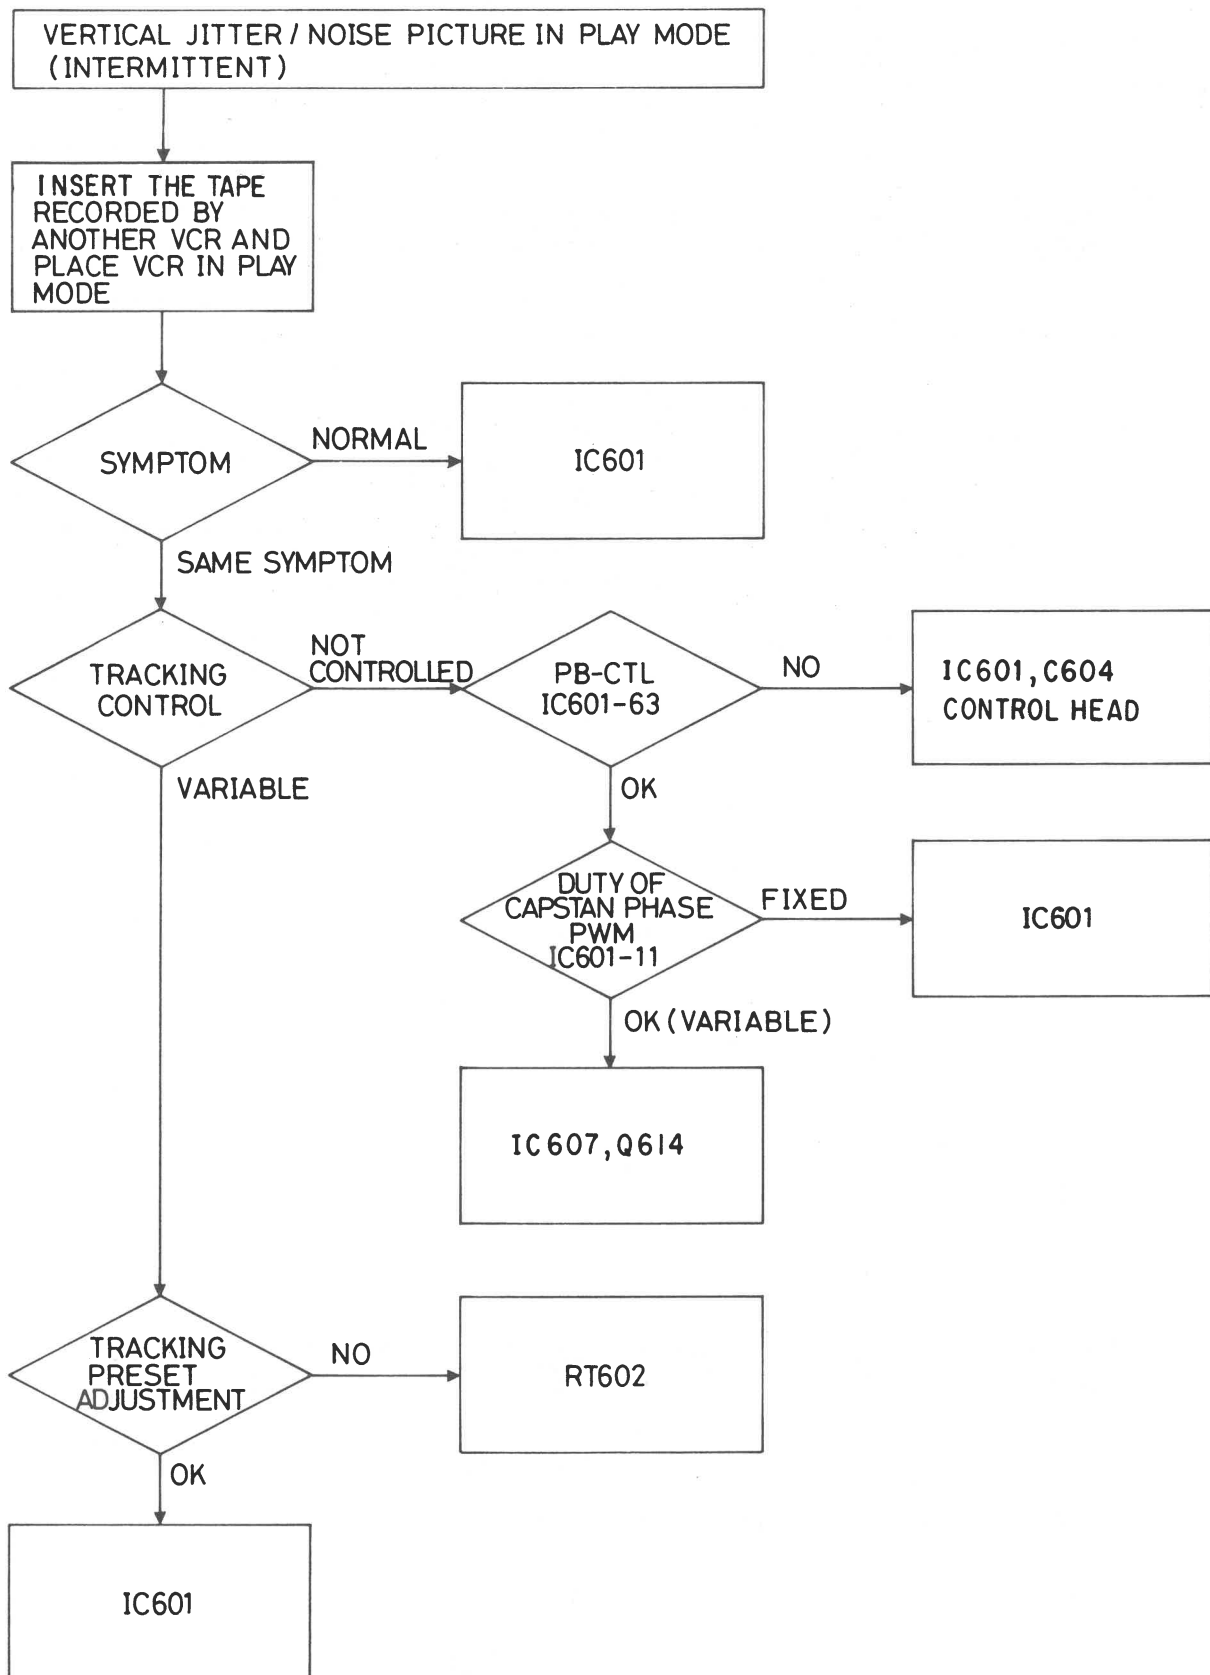 VERTICAL JITTER / NOISE PICTURE IN PLAY MODE
(INTERMITTENT)
INSERT THE TAPE
RECORDED BY
ANOTHER VCR AND
PLACE VCR IN PLAY
MODE
SYMPTOM
NORMAL
IC601
SAME SYMPTOM
TRACKING
CONTROL
NOT
CONTROLLED
PB-CTL
IC601-63
NO
IC601, C604
CONTROL HEAD
VARIABLE
OK
DUTY OF
CAPSTAN PHASE
PWM
IC601-11
FIXED
IC601
OK (VARIABLE)
IC607, Q614
TRACKING
PRESET
ADJUSTMENT
NO
RT602
OK
IC601